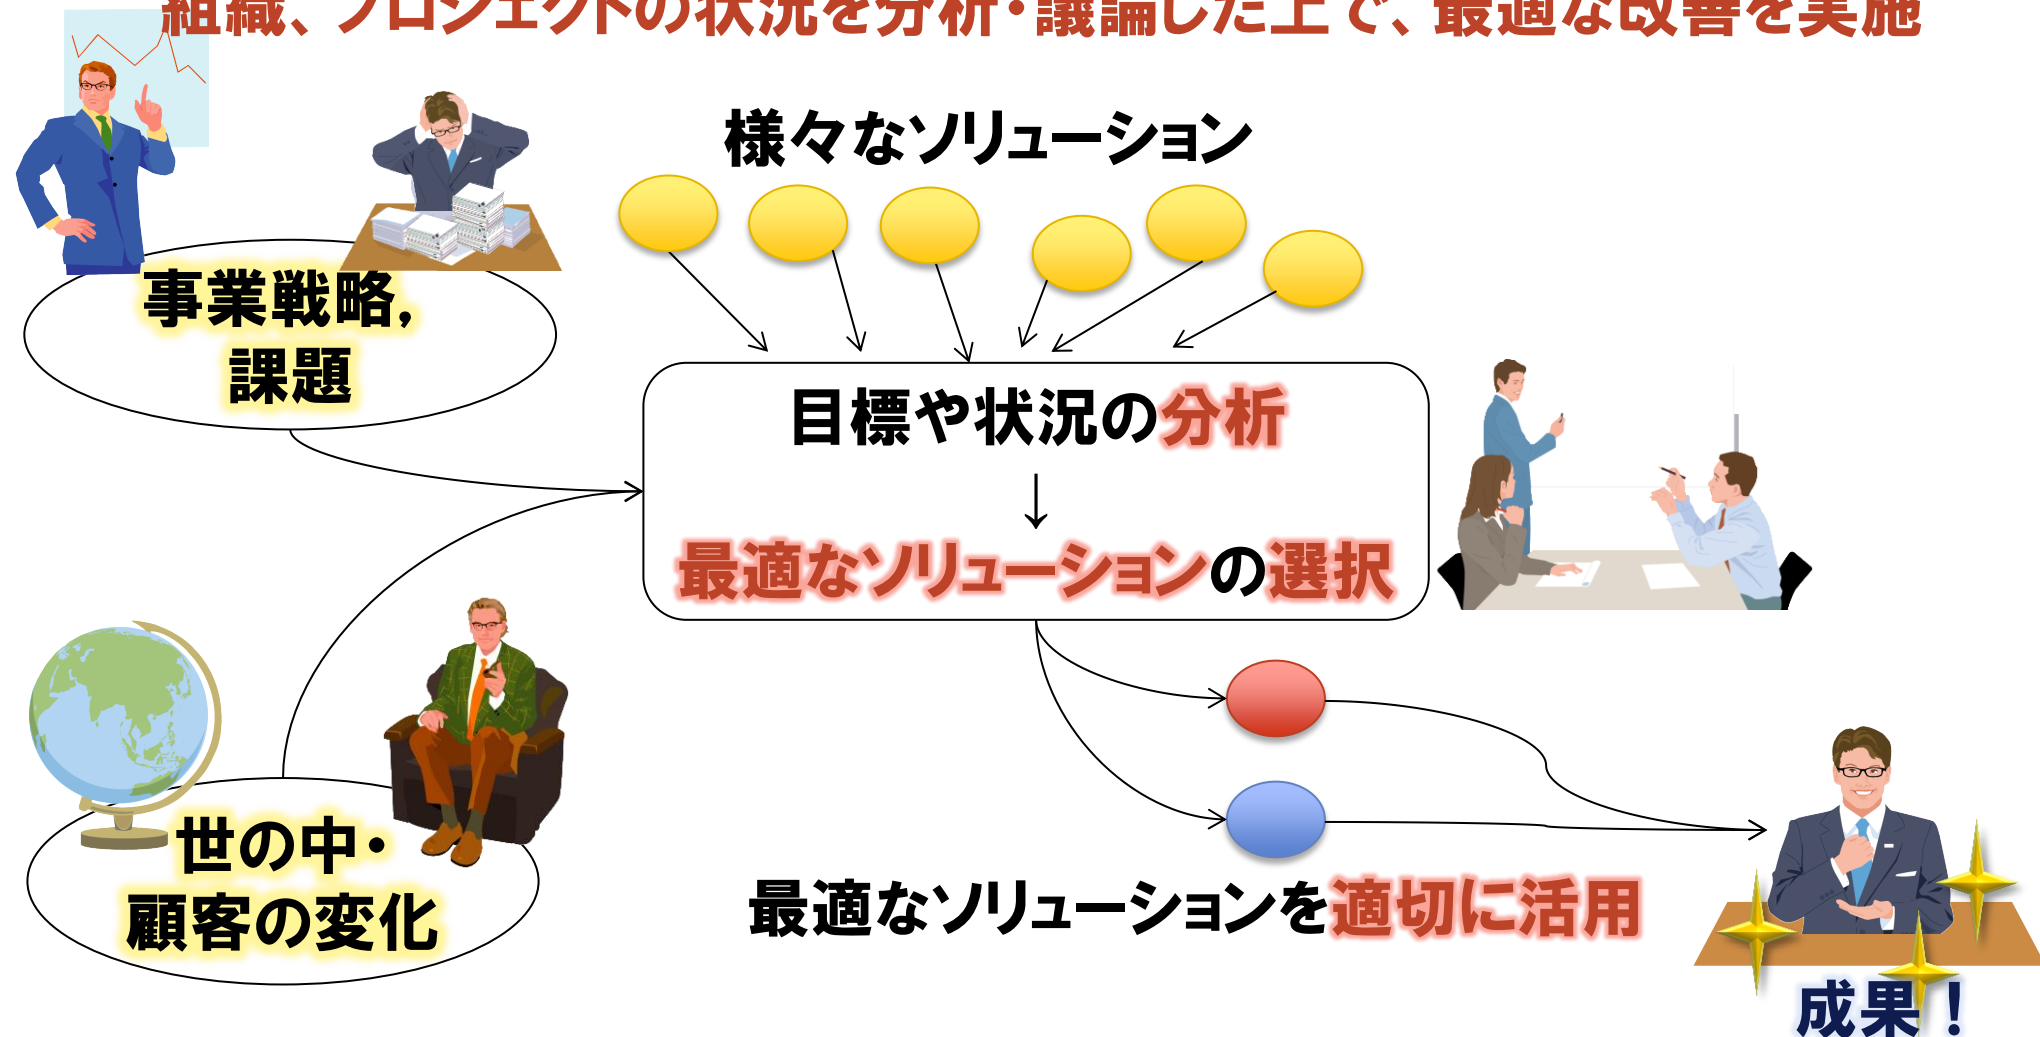 組織、プロジェクトの状況を分析・議論した上で、最適な改善を実施
様々なソリューション
事業戦略，
課題
目標や状況の分析
↓
最適なソリューションの選択
世の中・
顧客の変化
最適なソリューションを適切に活用
成果！